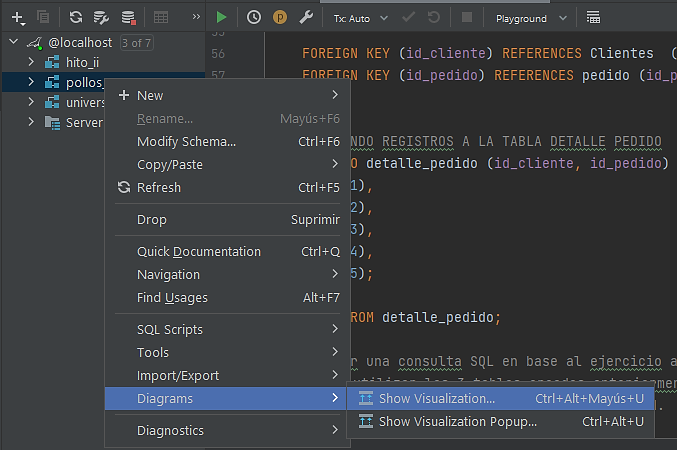 Tx: Auto
Playground
@localhost 3 of 7
hito_ii
pollos_
univers
Server
56 FOREIGN KEY (id_cliente) REFERENCES Clientes (
57 FOREIGN KEY (id_pedido) REFERENCES pedido (id_p
NDO REGISTROS A LA TABLA DETALLE PEDIDO
O detalle_pedido (id_cliente, id_pedido)
1),
2),
3),
4),
5);
ROM detalle_pedido;
r una consulta SQL en base al ejercicio a
New
Rename... Mayús+F6
Modify Schema... Ctrl+F6
Copy/Paste
Refresh Ctrl+F5
Drop Suprimir
Quick Documentation Ctrl+Q
Navigation
Find Usages Alt+F7
SQL Scripts
Tools
Import/Export
Diagrams
Diagnostics
Show Visualization... Ctrl+Alt+Mayús+U
Show Visualization Popup... Ctrl+Alt+U